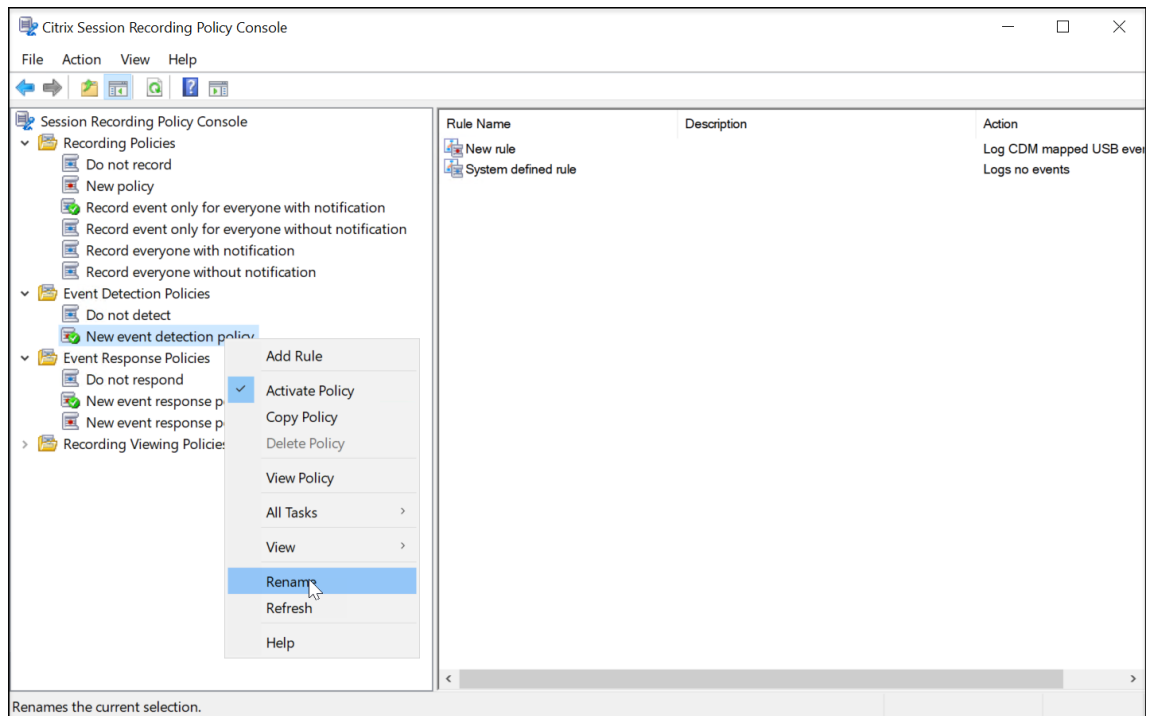 Citrix Session Recording Policy Console
File Action View Help
Session Recording Policy Console
Recording Policies
Do not record
New policy
Record event only for everyone with notification
Record event only for everyone without notification
Record everyone with notification
Record everyone without notification
Event Detection Policies
Do not detect
New event detection policy
Event Response Policies
Do not respond
New event response p
New event response p
Recording Viewing Policies
Add Rule
Activate Policy
Copy Policy
Delete Policy
View Policy
All Tasks
View
Rename
Refresh
Help
Rule Name Description Action
New rule Log CDM mapped USB ever
System defined rule Logs no events
Renames the current selection.